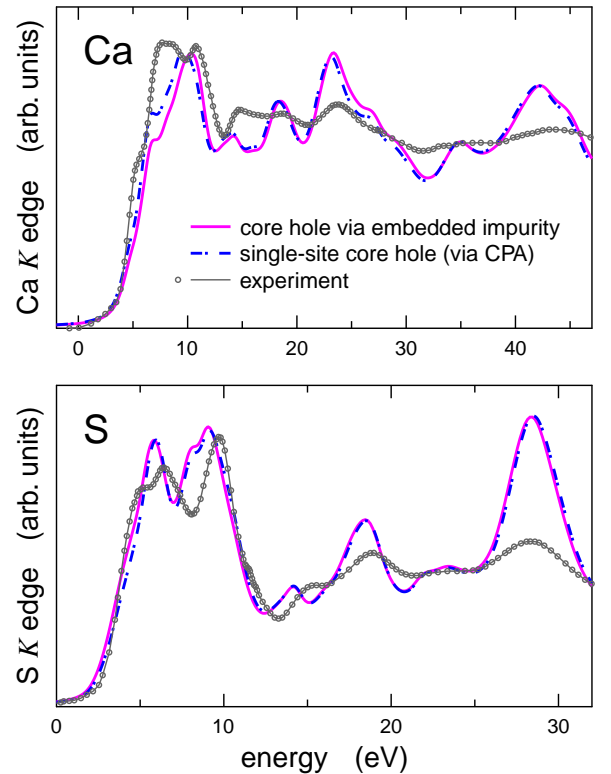 Ca
Ca K edge (arb. units)
core hole via embedded impurity
single-site core hole (via CPA)
experiment
0 10 20 30 40
S
S K edge (arb. units)
0 10 20 30
energy (eV)